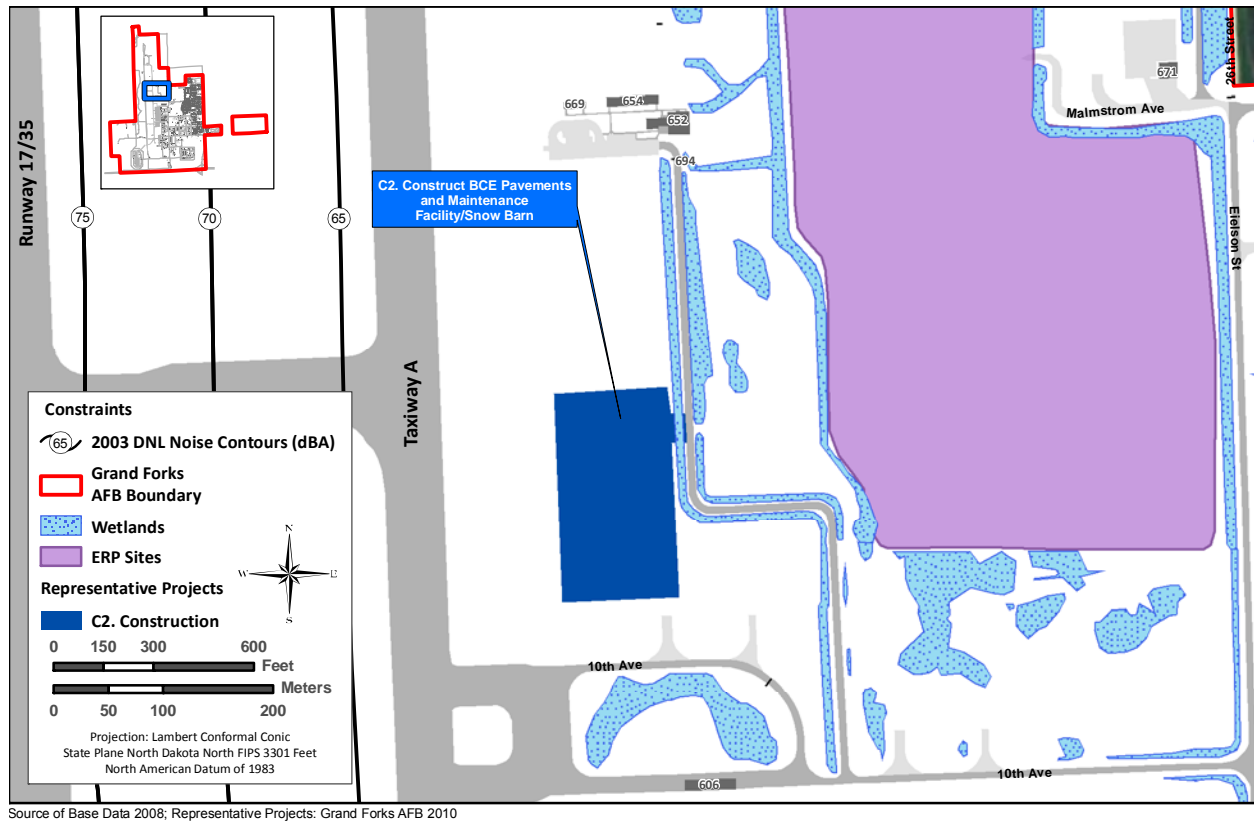 26th Street
671
669
654
652
Malmstrom Ave
Runway 17/35
694
C2. Construct BCE Pavements
and Maintenance
Facility/Snow Barn
75
70
65
Eielson St
Taxiway A
Constraints
65
2003 DNL Noise Contours (dBA)
Grand Forks
AFB Boundary
Wetlands
ERP Sites
N
W
E
S
Representative Projects
C2. Construction
0 150 300 600
Feet
Meters
0 50 100 200
Projection: Lambert Conformal Conic
State Plane North Dakota North FIPS 3301 Feet
North American Datum of 1983
10th Ave
606
10th Ave
Source of Base Data 2008; Representative Projects: Grand Forks AFB 2010